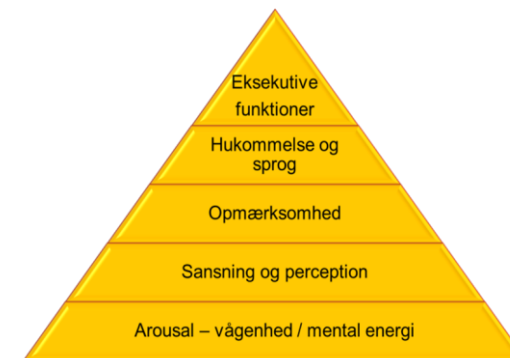 Eksekutive
funktioner
Hukommelse og
sprog
Opmærksomhed
Sansning og perception
Arousal – vågenhed / mental energi